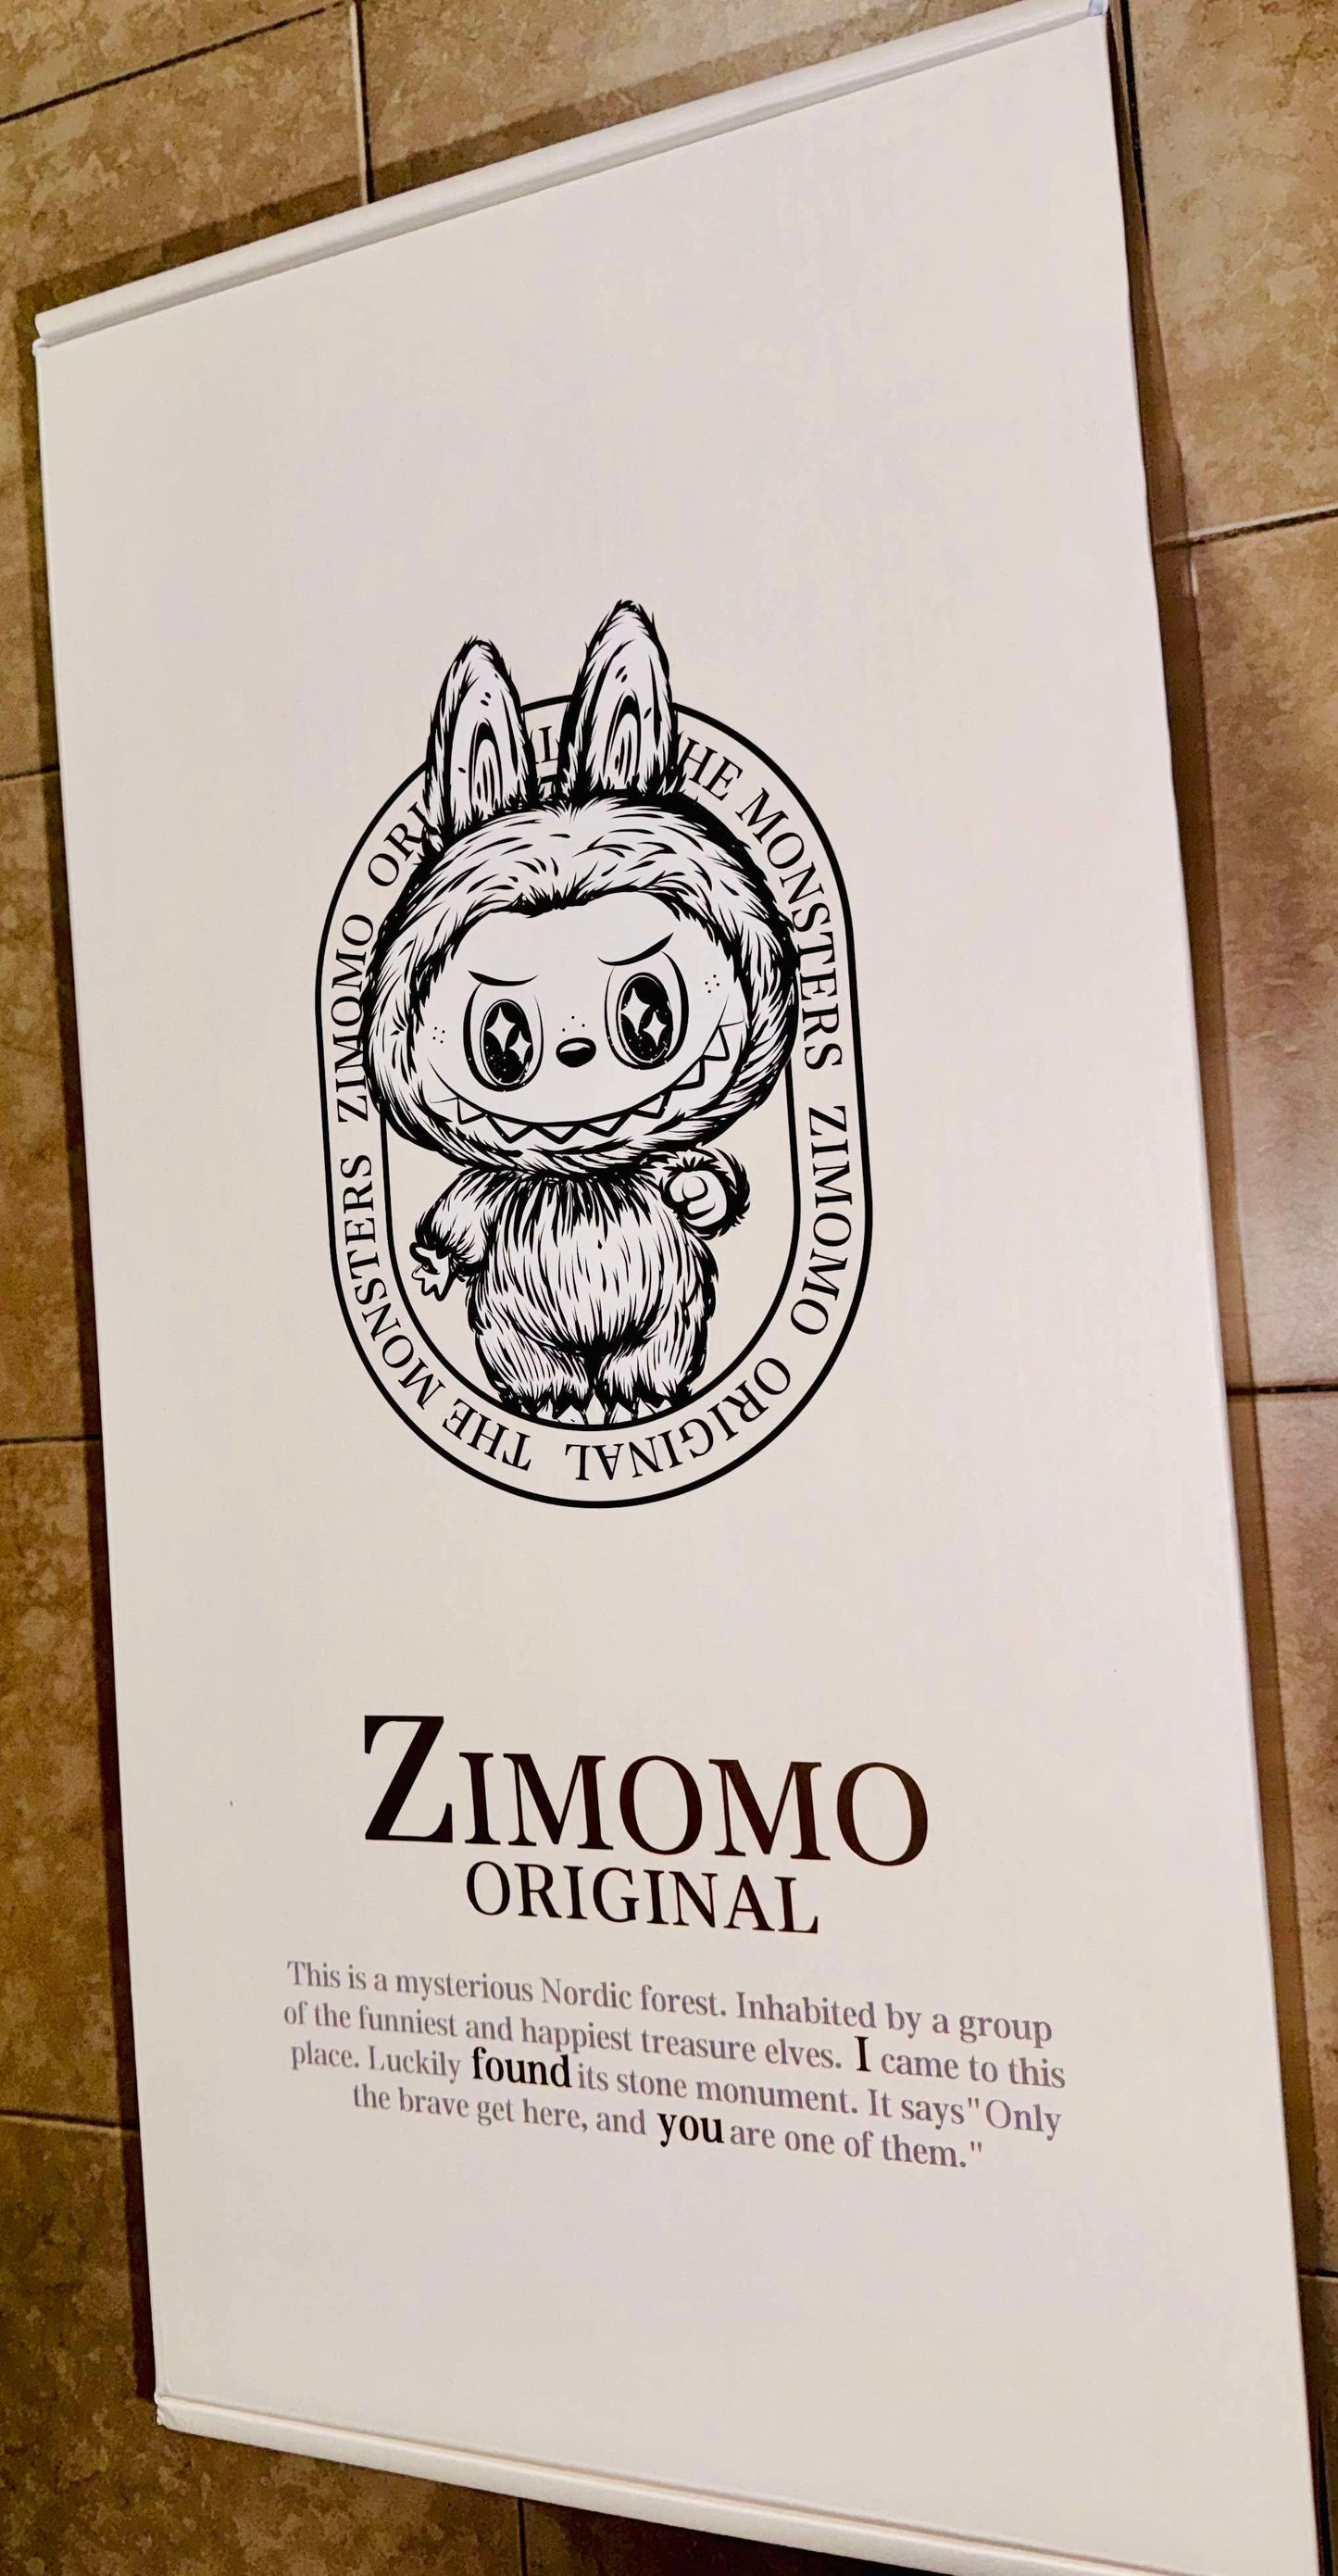 ZIMOMO ORI
HE MONSTERS ZIMOMO ORIGINAL THE MONSTERS
ZIMOMO
ORIGINAL
This is a mysterious Nordic forest. Inhabited by a group
of the funniest and happiest treasure elves. I came to this
place. Luckily found its stone monument. It says "Only
the brave get here, and you are one of them."